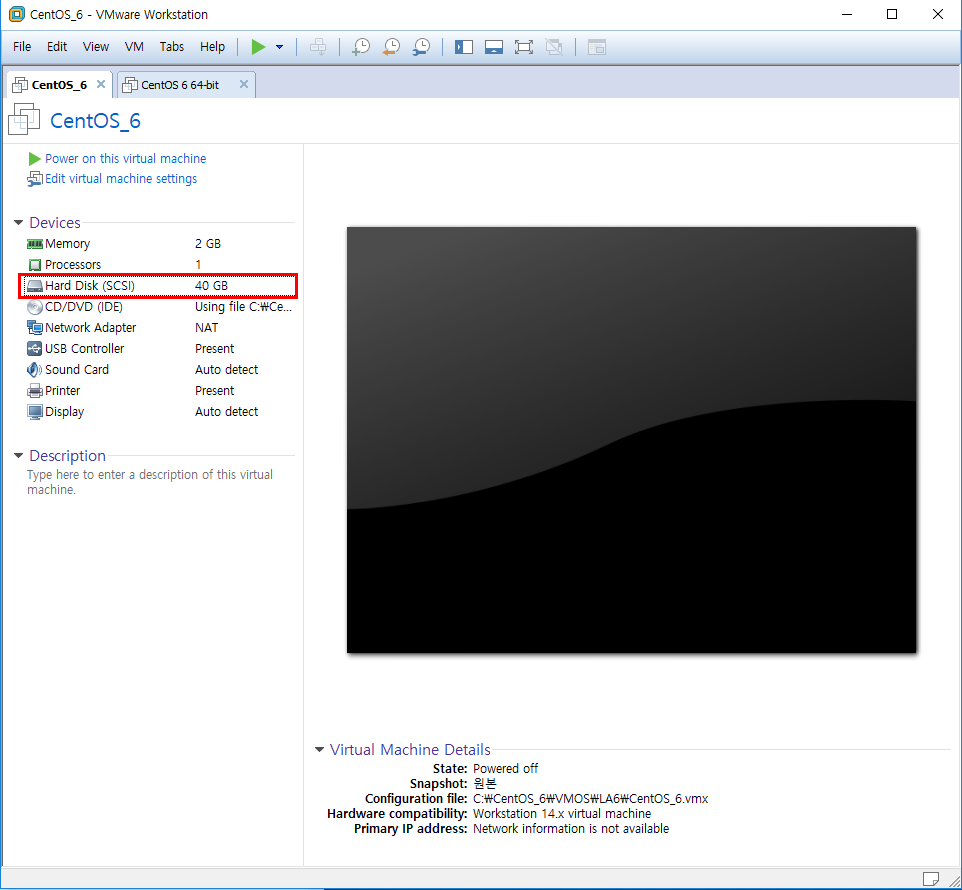 CentOS_6 - VMware Workstation
File Edit View VM Tabs Help
CentOS_6 CentOS 6 64-bit
CentOS_6
Power on this virtual machine
Edit virtual machine settings
Devices
Memory 2 GB
Processors 1
Hard Disk (SCSI) 40 GB
CD/DVD (IDE) Using file C:₩Ce...
Network Adapter NAT
USB Controller Present
Sound Card Auto detect
Printer Present
Display Auto detect
Description
Type here to enter a description of this virtual
machine.
Virtual Machine Details
State: Powered off
Snapshot: 원본
Configuration file: C:₩CentOS_6₩VMOS₩LA6₩CentOS_6.vmx
Hardware compatibility: Workstation 14.x virtual machine
Primary IP address: Network information is not available